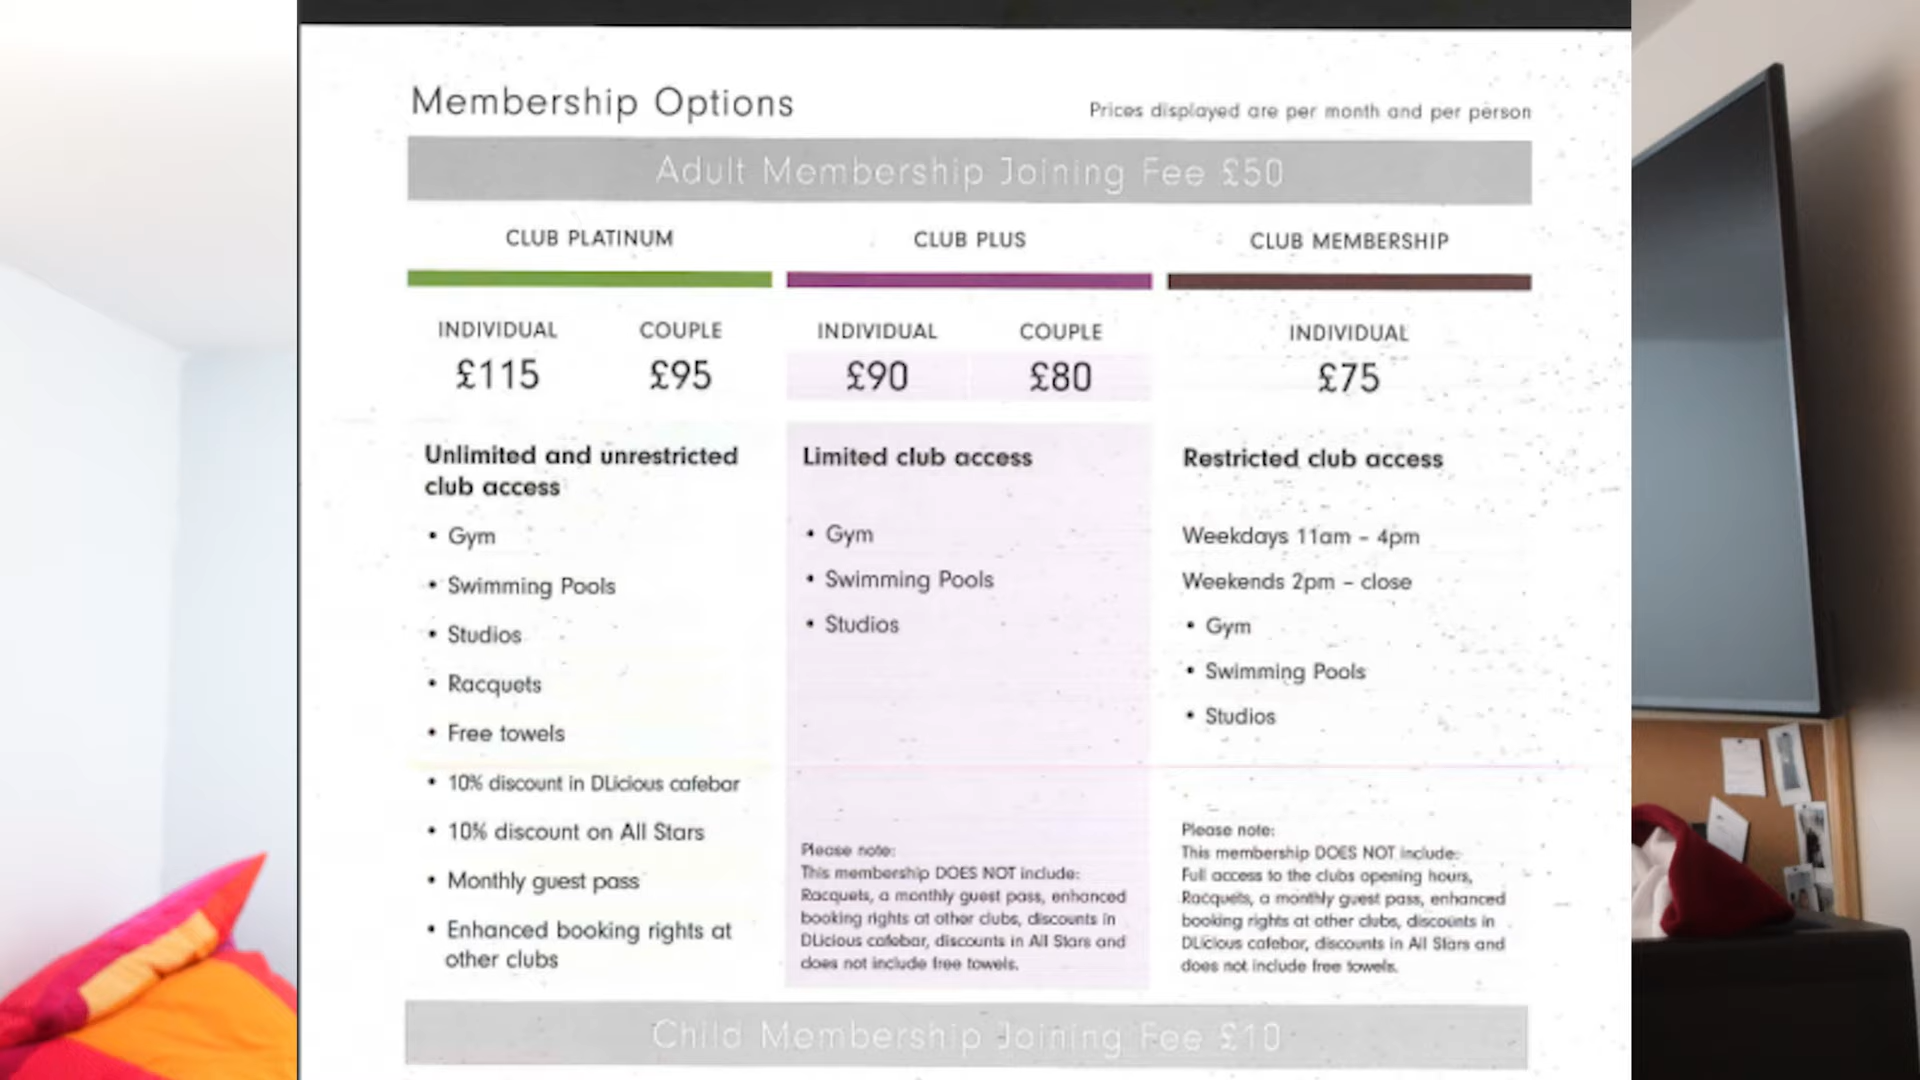 Membership Options
Prices displayed are per month and per person
Adult Membership Joining Fee £50
CLUB PLATINUM
CLUB PLUS
CLUB MEMBERSHIP
INDIVIDUAL
COUPLE
INDIVIDUAL
COUPLE
INDIVIDUAL
£115
£95
£90
£80
£75
Unlimited and unrestricted
club access
• Gym
• Swimming Pools
• Studios
• Racquets
• Free towels
• 10% discount in DLicious cafebar
• 10% discount on All Stars
• Monthly guest pass
• Enhanced booking rights at
other clubs
Limited club access
• Gym
• Swimming Pools
• Studios
Please note:
This membership DOES NOT include:
Racquets, a monthly guest pass, enhanced
booking rights at other clubs, discounts in
DLicious cafebar, discounts in All Stars and
does not include free towels.
Restricted club access
Weekdays 11am – 4pm
Weekends 2pm – close
• Gym
• Swimming Pools
• Studios
Please note:
This membership DOES NOT include:
Full access to the clubs opening hours,
Racquets, a monthly guest pass, enhanced
booking rights at other clubs, discounts in
DLicious cafebar, discounts in All Stars and
does not include free towels.
Child Membership Joining Fee £10